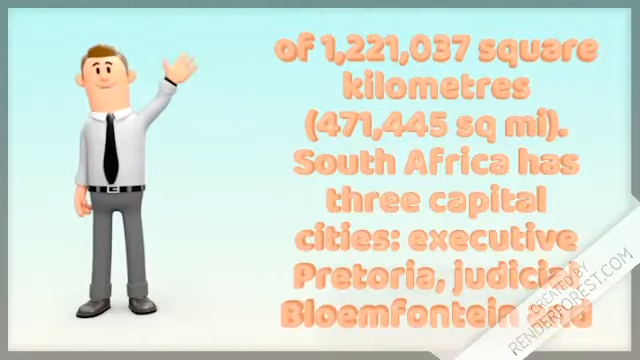 of 1,221,037 square
kilometres
(471,445 sq mi).
South Africa has
three capital
cities: executive
Pretoria, judicial
Bloemfontein and
CREATED BY
RENDERFOREST.COM